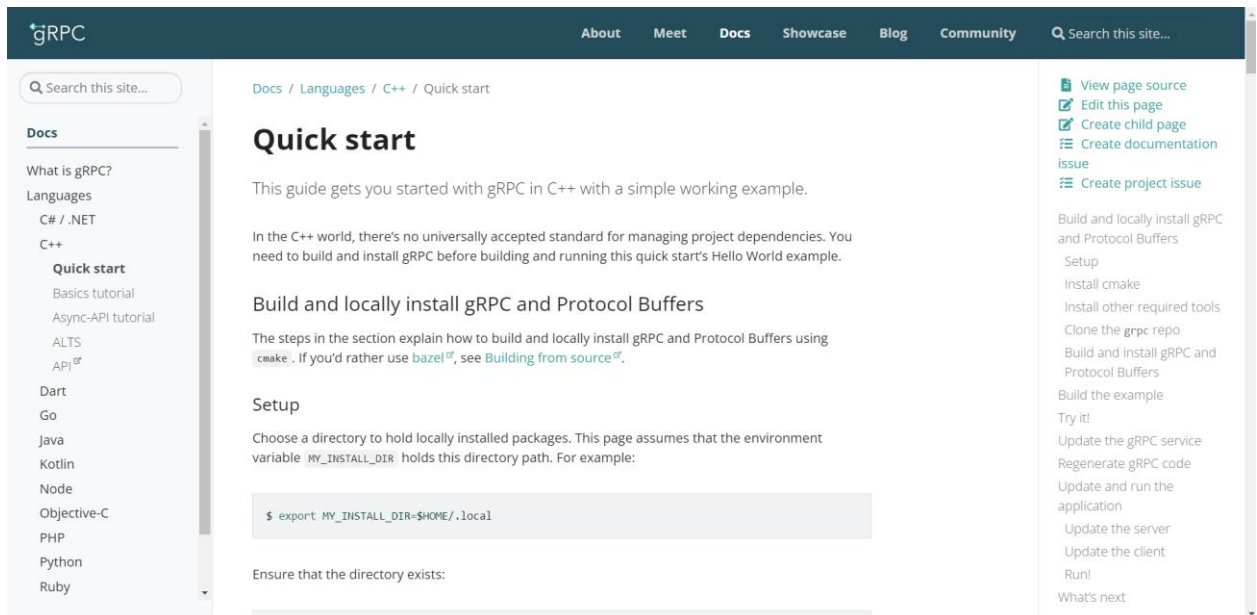 gRPC
About Meet Docs Showcase Blog Community Search this site...
Search this site...
Docs
What is gRPC?
Languages
C# / .NET
C++
Quick start
Basics tutorial
Async-API tutorial
ALTS
API
Dart
Go
Java
Kotlin
Node
Objective-C
PHP
Python
Ruby
Docs / Languages / C++ / Quick start
Quick start
This guide gets you started with gRPC in C++ with a simple working example.
In the C++ world, there's no universally accepted standard for managing project dependencies. You
need to build and install gRPC before building and running this quick start's Hello World example.
Build and locally install gRPC and Protocol Buffers
The steps in the section explain how to build and locally install gRPC and Protocol Buffers using
cmake . If you'd rather use bazel, see Building from source.
Setup
Choose a directory to hold locally installed packages. This page assumes that the environment
variable MY_INSTALL_DIR holds this directory path. For example:
$ export MY_INSTALL_DIR=$HOME/.local
Ensure that the directory exists:
View page source
Edit this page
Create child page
Create documentation
issue
Create project issue
Build and locally install gRPC
and Protocol Buffers
Setup
Install cmake
Install other required tools
Clone the grpc repo
Build and install gRPC and
Protocol Buffers
Build the example
Try it!
Update the gRPC service
Regenerate gRPC code
Update and run the
application
Update the server
Update the client
Run!
What's next